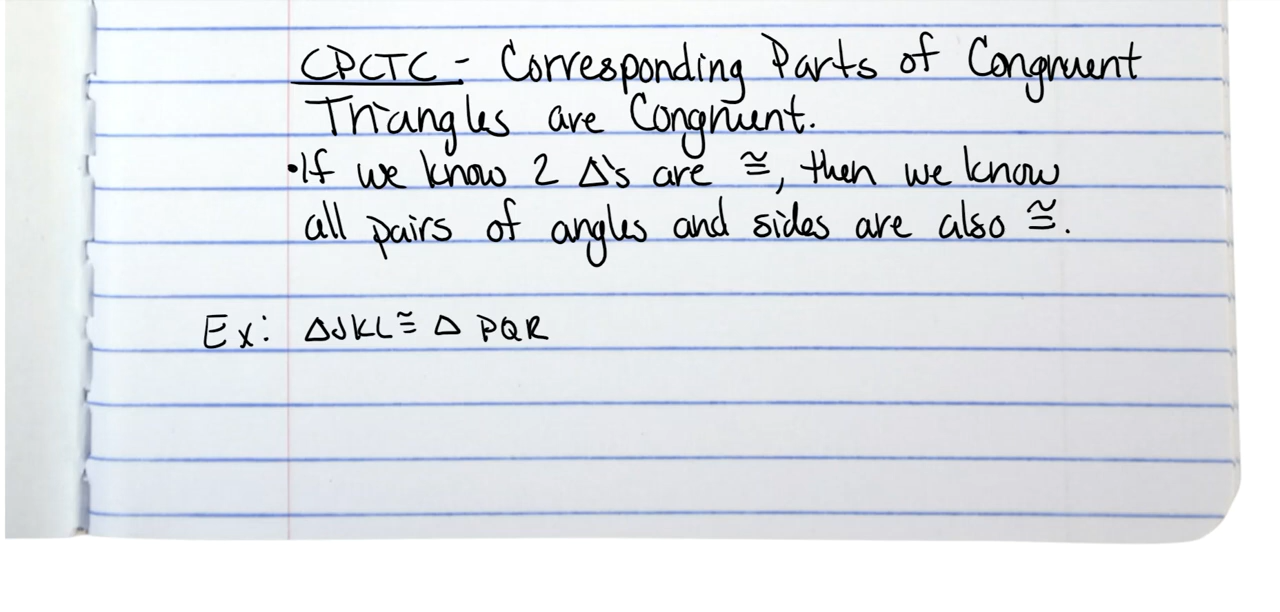 CPCTC - Corresponding Parts of Congruent
Triangles are Congruent.
•If we know 2 Δ's are ≅, then we know
all pairs of angles and sides are also ≅.
Ex: ΔJKL ≅ Δ PQR